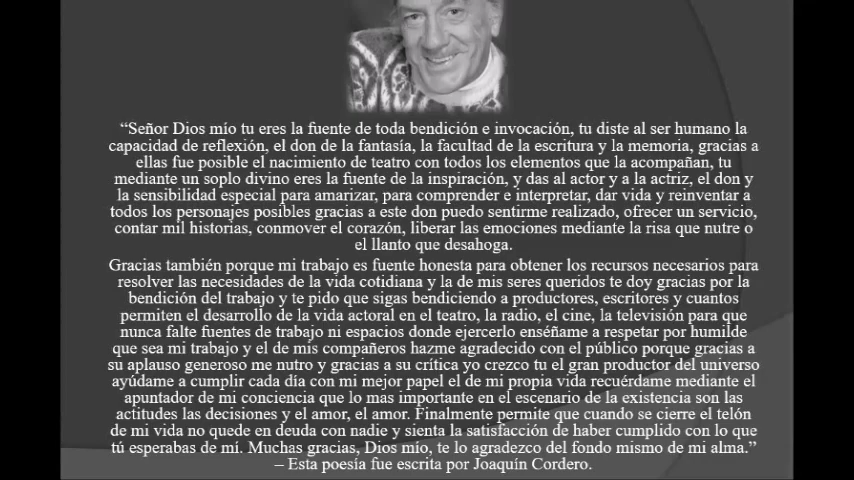 “Señor Dios mío tu eres la fuente de toda bendición e invocación, tu diste al ser humano la
capacidad de reflexión, el don de la fantasía, la facultad de la escritura y la memoria, gracias a
ellas fue posible el nacimiento de teatro con todos los elementos que la acompañan, tu
mediante un soplo divino eres la fuente de la inspiración, y das al actor y a la actriz, el don y
la sensibilidad especial para amarizar, para comprender e interpretar, dar vida y reinventar a
todos los personajes posibles gracias a este don puedo sentirme realizado, ofrecer un servicio,
contar mil historias, conmover el corazón, liberar las emociones mediante la risa que nutre o
el llanto que desahoga.
Gracias también porque mi trabajo es fuente honesta para obtener los recursos necesarios para
resolver las necesidades de la vida cotidiana y la de mis seres queridos te doy gracias por la
bendición del trabajo y te pido que sigas bendiciendo a productores, escritores y cuantos
permiten el desarrollo de la vida actoral en el teatro, la radio, el cine, la televisión para que
nunca falte fuentes de trabajo ni espacios donde ejercerlo enséñame a respetar por humilde
que sea mi trabajo y el de mis compañeros hazme agradecido con el público porque gracias a
su aplauso generoso me nutro y gracias a su crítica yo crezco tu el gran productor del universo
ayúdame a cumplir cada día con mi mejor papel el de mi propia vida recuérdame mediante el
apuntador de mi conciencia que lo mas importante en el escenario de la existencia son las
actitudes las decisiones y el amor, el amor. Finalmente permite que cuando se cierre el telón
de mi vida no quede en deuda con nadie y sienta la satisfacción de haber cumplido con lo que
tú esperabas de mí. Muchas gracias, Dios mío, te lo agradezco del fondo mismo de mi alma.”
– Esta poesía fue escrita por Joaquín Cordero.